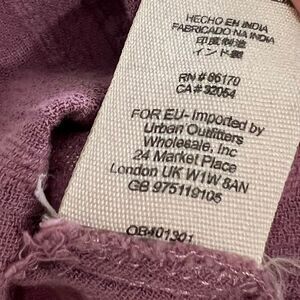 HECHO EN INDIA
FABRICADO NA INDIA
印度制造
インド製
RN# 66170
CA# 32054
FOR EU- Imported by
Urban Outfitters
Wholesale, Inc
24 Market Place
London UK W1W 8AN
GB 975119105
OB401301